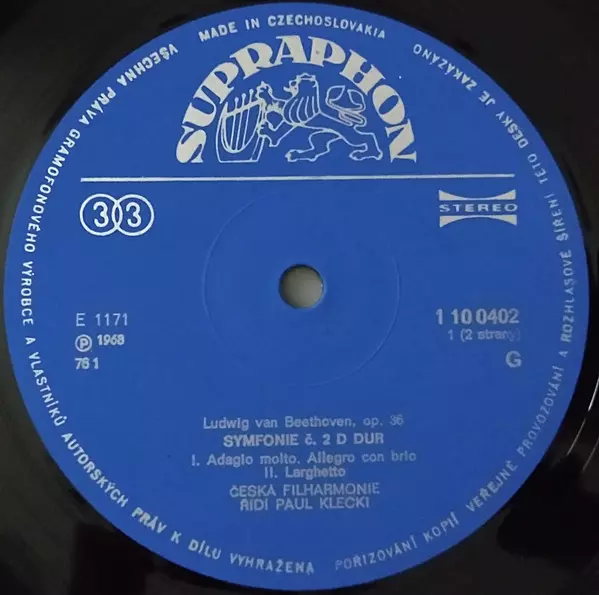 MADE IN CZECHOSLOVAKIA
SUPRAPHON
33
STEREO
E 1171
℗ 1968
78 1
1 10 0402
1 (2 strany)
G
Ludwig van Beethoven, op. 36
SYMFONIE č. 2 D DUR
I. Adagio molto. Allegro con brio
II. Larghetto
ČESKÁ FILHARMONIE
ŘÍDÍ PAUL KLECKI
VŠECHNA PRÁVA GRAMOFONOVÉHO VÝROBCE A VLASTNÍKŮ AUTORSKÝCH PRÁV K DÍLU VYHRAŽENA
POŘIZOVÁNÍ KOPIÍ VEŘEJNÉ PROVOZOVÁNÍ A ROZHLASOVÉ ŠÍŘENÍ TÉTO DESKY JE ZAKÁZÁNO